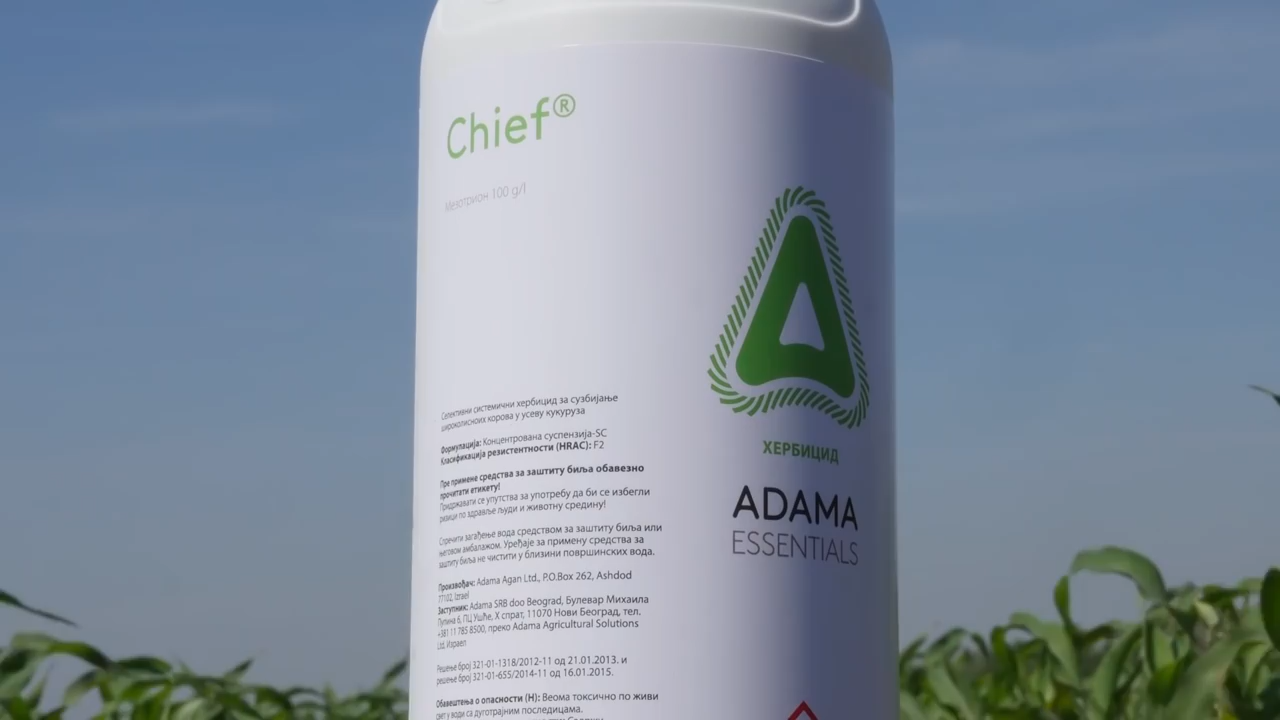 Chief®
Мезотрион 100 g/l
Селективни системични хербицид за сузбијање
широколисноих корова у усеву кукуруза
Формулација: Концентрована суспензија-SC
Класификација резистентности (HRAC): F2
Пре примене средства за заштиту биља обавезно
прочитати етикету!
Придржавати се упутства за употребу да би се избегли
ризици по здравље људи и животну средину!
Спречити загађење вода средством за заштиту биља или
његовом амбалажом. Уређаје за примену средства за
заштиту биља не чистити у близини површинских вода.
Произвођач: Adama Agan Ltd., P.O.Box 262, Ashdod
77102, Izrael
Заступник: Adama SRB doo Beograd, Булевар Михаила
Пупина 6, ПЦ Ушће, X спрат, 11070 Нови Београд, тел.
+381 11 785 8500, преко Adama Agricultural Solutions
Ltd, Израел
Решење број 321-01-1318/2012-11 од 21.01.2013. и
решење број 321-01-655/2014-11 од 16.01.2015.
Обавештења о опасности (H): Веома токсично по живи
свет у води са дуготрајним последицама.
ХЕРБИЦИД
ADAMA
ESSENTIALS